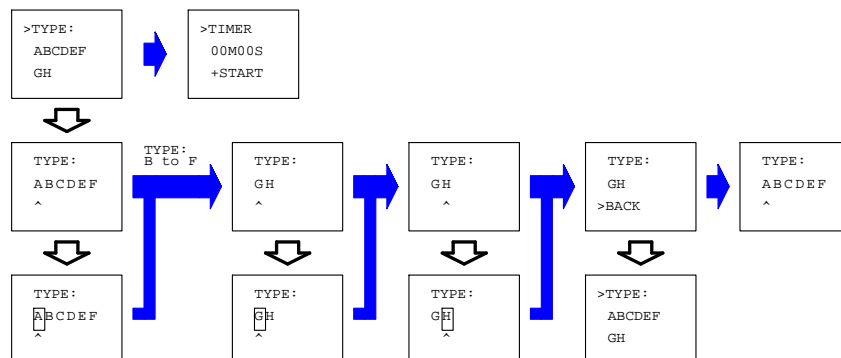 >TYPE:
ABCDEF
GH
>TIMER
00M00S
+START
TYPE:
ABCDEF
^
TYPE:
B to F
TYPE:
GH
^
TYPE:
GH
^
TYPE:
GH
>BACK
TYPE:
ABCDEF
^
TYPE:
ABCDEF
^
TYPE:
GH
^
TYPE:
GH
^
>TYPE:
ABCDEF
GH